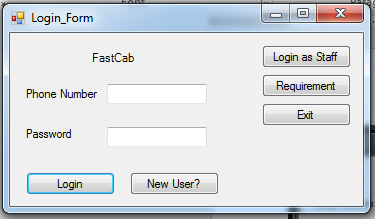 Login_Form
FastCab
Login as Staff
Phone Number
Requirement
Exit
Password
Login
New User?